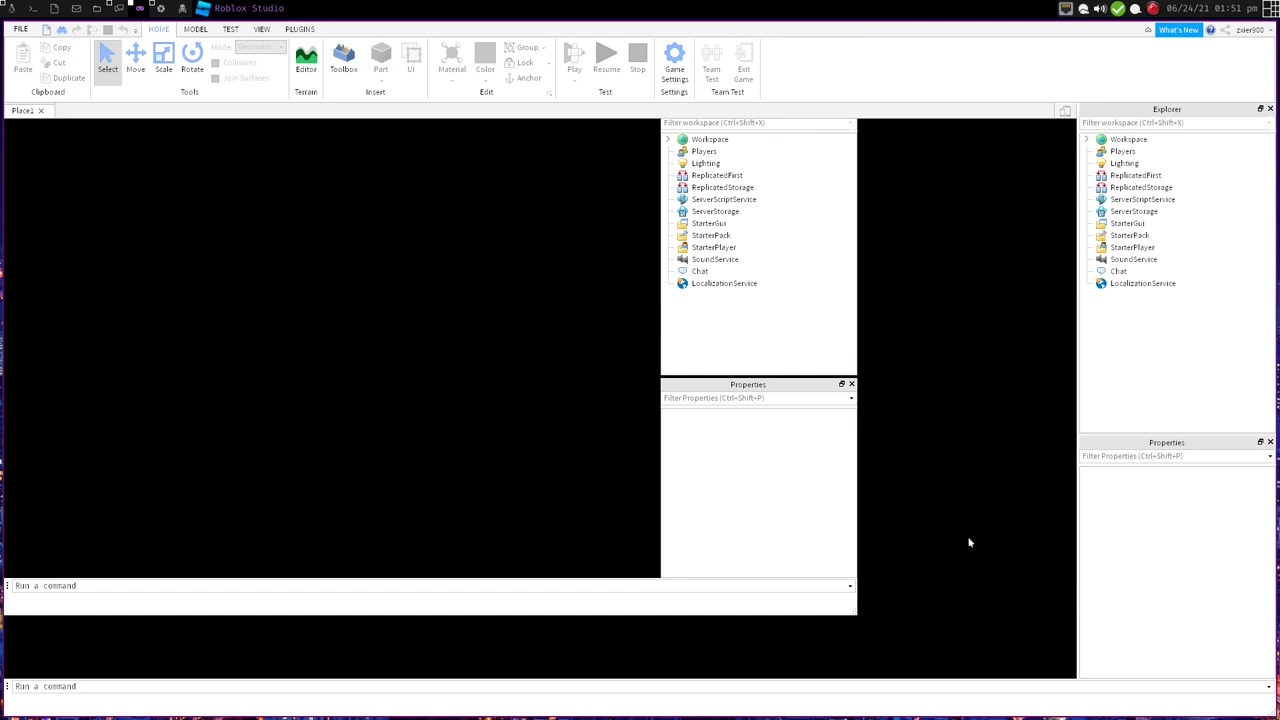 Roblox Studio
06/24/21 01:51 pm
FILE HOME MODEL TEST VIEW PLUGINS
What's New
zxier900
Paste
Copy
Cut
Duplicate
Clipboard
Select
Move
Scale
Rotate
Mode: Geometric
Collisions
Join Surfaces
Tools
Editor
Terrain
Toolbox
Part
UI
Insert
Material
Color
Group
Lock
Anchor
Edit
Play
Resume
Stop
Test
Game
Settings
Settings
Team
Test
Exit
Game
Team Test
Place1
Filter workspace (Ctrl+Shift+X)
Workspace
Players
Lighting
ReplicatedFirst
ReplicatedStorage
ServerScriptService
ServerStorage
StarterGui
StarterPack
StarterPlayer
SoundService
Chat
LocalizationService
Properties
Filter Properties (Ctrl+Shift+P)
Run a command
Explorer
Filter workspace (Ctrl+Shift+X)
Workspace
Players
Lighting
ReplicatedFirst
ReplicatedStorage
ServerScriptService
ServerStorage
StarterGui
StarterPack
StarterPlayer
SoundService
Chat
LocalizationService
Properties
Filter Properties (Ctrl+Shift+P)
Run a command